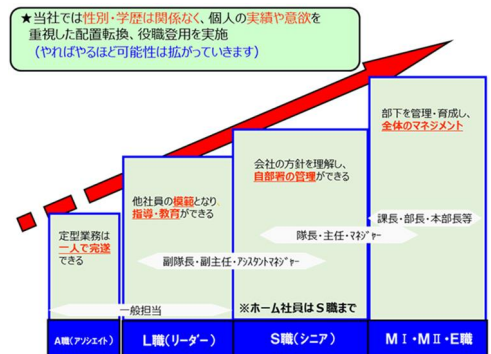 ★当社では性別・学歴は関係なく、個人の実績や意欲を
重視した配置転換、役職登用を実施
(やればやるほど可能性は拡がっていきます)
定型業務は
一人で完遂
できる
他社員の模範となり、
指導・教育ができる
会社の方針を理解し、
自部署の管理ができる
部下を管理・育成し、
全体のマネジメント
課長・部長・本部長等
隊長・主任・マネジャー
副隊長・副主任・アシスタントマネージャー
一般担当
※ホーム社員はS職まで
A職(アソシエイト)
L職(リーダー)
S職(シニア)
MⅠ・MⅡ・E職